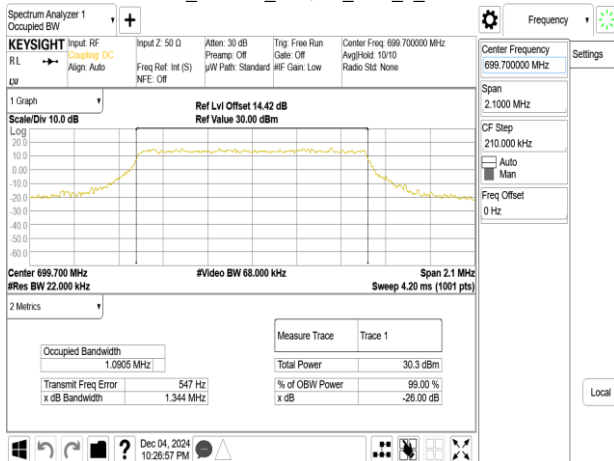 Spectrum Analyzer 1
Occupied BW
Frequency
KEYSIGHT
RL
LXI
Input: RF
Coupling: DC
Align: Auto
Input Z: 50 Ω
Freq Ref: Int (S)
NFE: Off
Atten: 30 dB
Preamp: Off
µW Path: Standard
Trig: Free Run
Gate: Off
#IF Gain: Low
Center Freq: 699.700000 MHz
Avg|Hold: 10/10
Radio Std: None
Center Frequency
699.700000 MHz
Settings
Span
2.1000 MHz
CF Step
210.000 kHz
Auto
Man
Freq Offset
0 Hz
Local
1 Graph
Scale/Div 10.0 dB
Ref Lvl Offset 14.42 dB
Ref Value 30.00 dBm
Log
20.0
10.0
0.00
-10.0
-20.0
-30.0
-40.0
-50.0
-60.0
Center 699.700 MHz
#Video BW 68.000 kHz
Span 2.1 MHz
#Res BW 22.000 kHz
Sweep 4.20 ms (1001 pts)
2 Metrics
Measure Trace Trace 1
Occupied Bandwidth
1.0905 MHz
Total Power 30.3 dBm
Transmit Freq Error 547 Hz
% of OBW Power 99.00 %
x dB Bandwidth 1.344 MHz
x dB -26.00 dB
?
Dec 04, 2024
10:26:57 PM